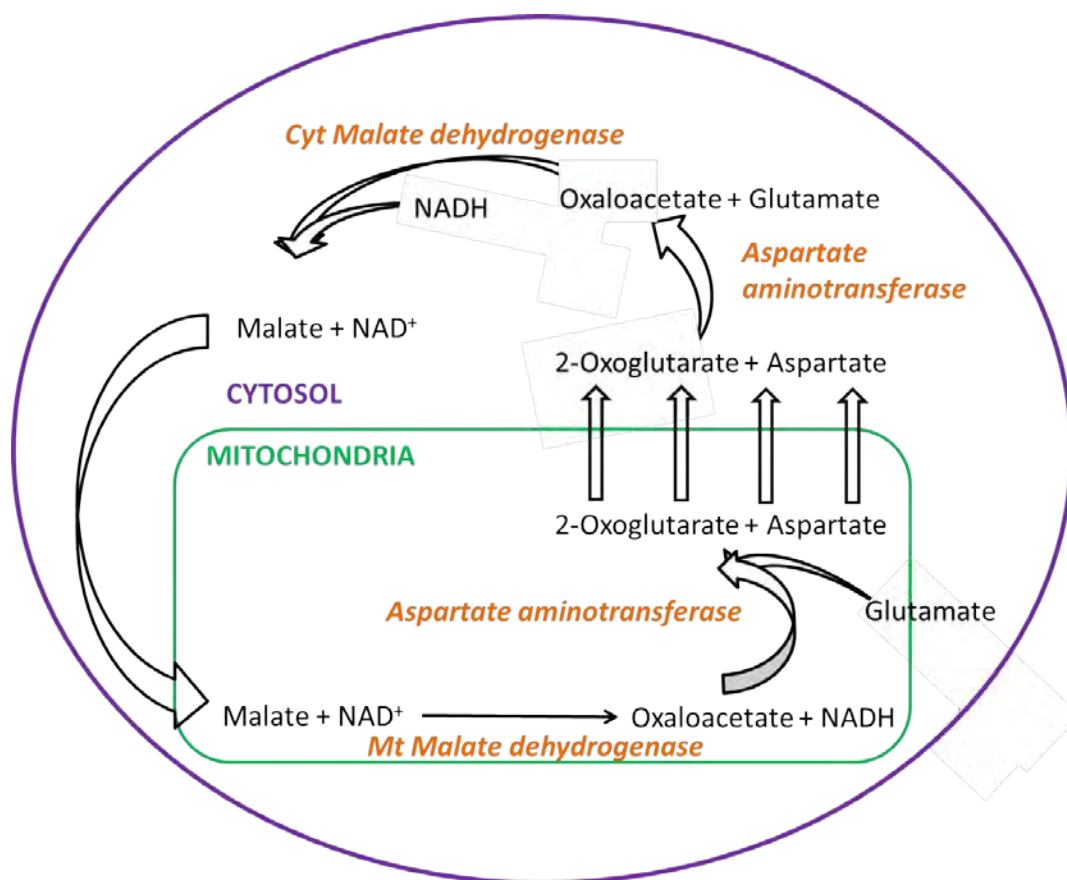 Cyt Malate dehydrogenase
NADH
Oxaloacetate + Glutamate
Aspartate
aminotransferase
Malate + NAD⁺
2-Oxoglutarate + Aspartate
CYTOSOL
MITOCHONDRIA
2-Oxoglutarate + Aspartate
Aspartate aminotransferase
Glutamate
Malate + NAD⁺
Oxaloacetate + NADH
Mt Malate dehydrogenase